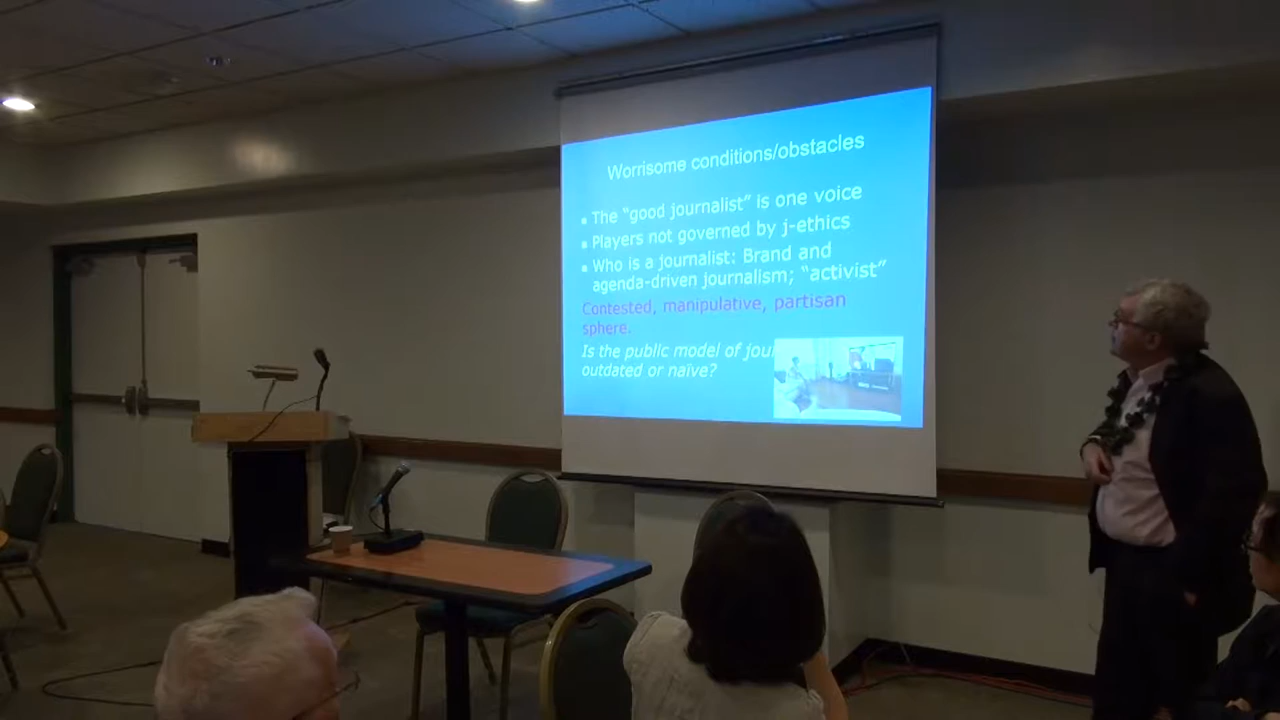 Worrisome conditions/obstacles
The “good journalist” is one voice
Players not governed by j-ethics
Who is a journalist: Brand and
agenda-driven journalism; “activist”
Contested, manipulative, partisan
sphere.
Is the public model of
outdated or naïve?